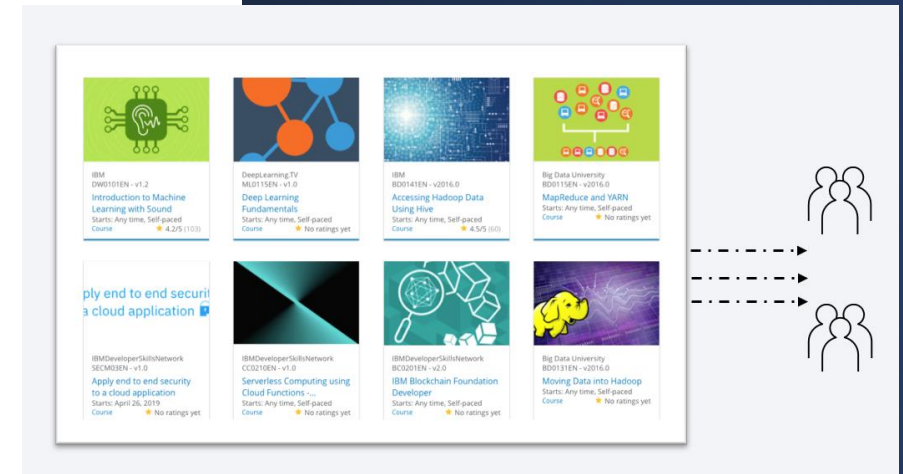 IBM
DW0101EN - v1.2
Introduction to Machine
Learning with Sound
Starts: Any time, Self-paced
Course ★ 4.2/5 (103)
DeepLearning.TV
ML0115EN - v1.0
Deep Learning
Fundamentals
Starts: Any time, Self-paced
Course ★ No ratings yet
IBM
BD0141EN - v2016.0
Accessing Hadoop Data
Using Hive
Starts: Any time, Self-paced
Course ★ 4.5/5 (60)
Big Data University
BD0115EN - v2016.0
MapReduce and YARN
Starts: Any time, Self-paced
Course ★ No ratings yet
ply end to end securit
a cloud application
IBMDeveloperSkillsNetwork
SECM03EN - v1.0
Apply end to end security
to a cloud application
Starts: April 26, 2019
Course ★ No ratings yet
IBMDeveloperSkillsNetwork
CC0210EN - v1.0
Serverless Computing using
Cloud Functions -...
Starts: Any time, Self-paced
Course ★ No ratings yet
IBMDeveloperSkillsNetwork
BC0201EN - v2.0
IBM Blockchain Foundation
Developer
Starts: Any time, Self-paced
Course ★ No ratings yet
Big Data University
BD0131EN - v2016.0
Moving Data into Hadoop
Starts: Any time, Self-paced
Course ★ No ratings yet